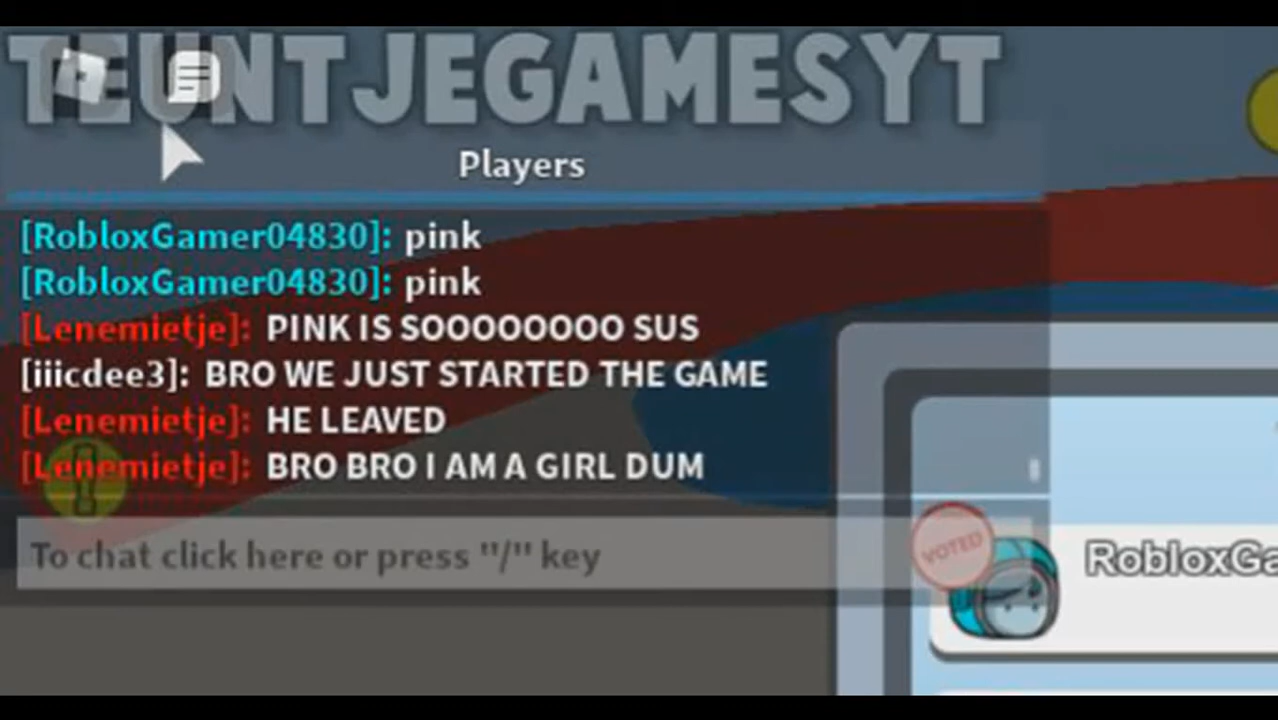 TEUNTJEGAMESYT
Players
[RobloxGamer04830]: pink
[RobloxGamer04830]: pink
[Lenemietje]: PINK IS SOOOOOOOO SUS
[iiicdee3]: BRO WE JUST STARTED THE GAME
[Lenemietje]: HE LEAVED
[Lenemietje]: BRO BRO I AM A GIRL DUM
To chat click here or press "/" key
VOTED
RobloxGa